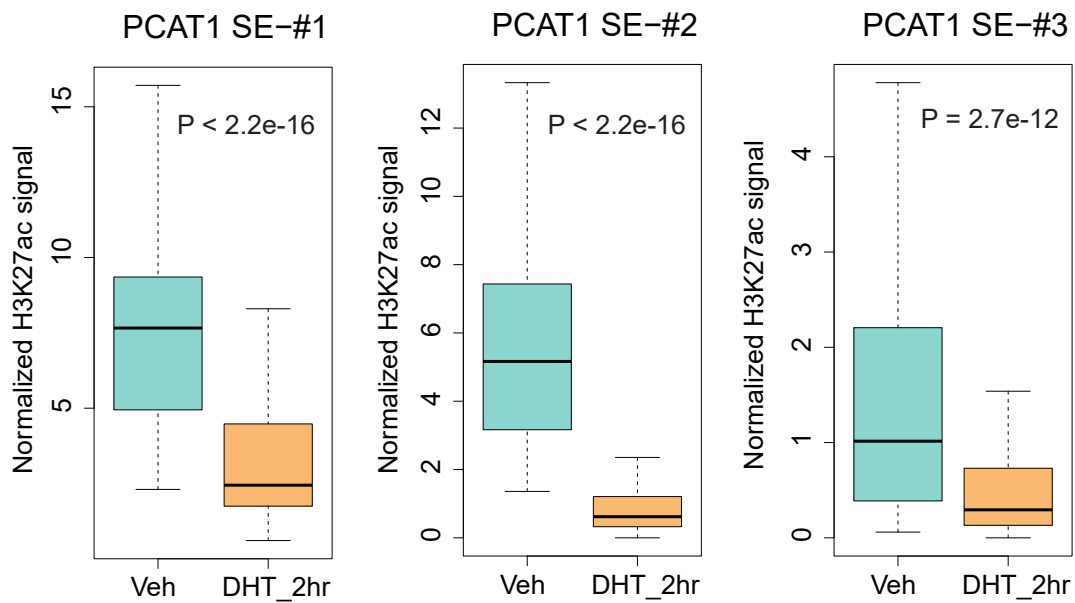 PCAT1 SE−#1
Normalized H3K27ac signal
15
10
5
P < 2.2e-16
Veh
DHT_2hr
PCAT1 SE−#2
Normalized H3K27ac signal
12
10
8
6
4
2
0
P < 2.2e-16
Veh
DHT_2hr
PCAT1 SE−#3
Normalized H3K27ac signal
4
3
2
1
0
P = 2.7e-12
Veh
DHT_2hr